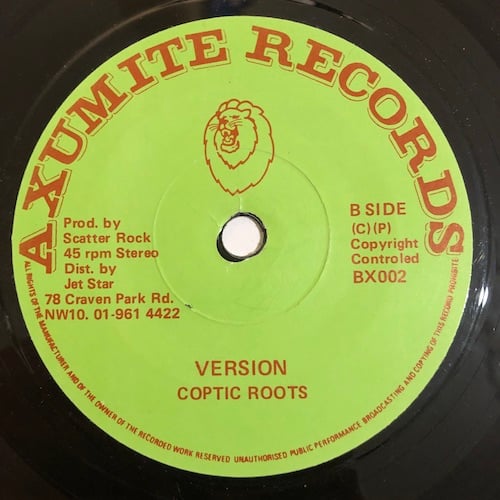 AXUMITE RECORDS
Prod. by
Scatter Rock
45 rpm Stereo
Dist. by
Jet Star
78 Craven Park Rd.
NW10. 01-961 4422
B SIDE
(C) (P)
Copyright
Controled
BX002
VERSION
COPTIC ROOTS
ALL RIGHTS OF THE MANUFACTURER AND OF THE OWNER OF THE RECORDED WORK RESERVED UNAUTHORISED PUBLIC PERFORMANCE BROADCASTING AND COPYING OF THIS RECORD PROHIBITE